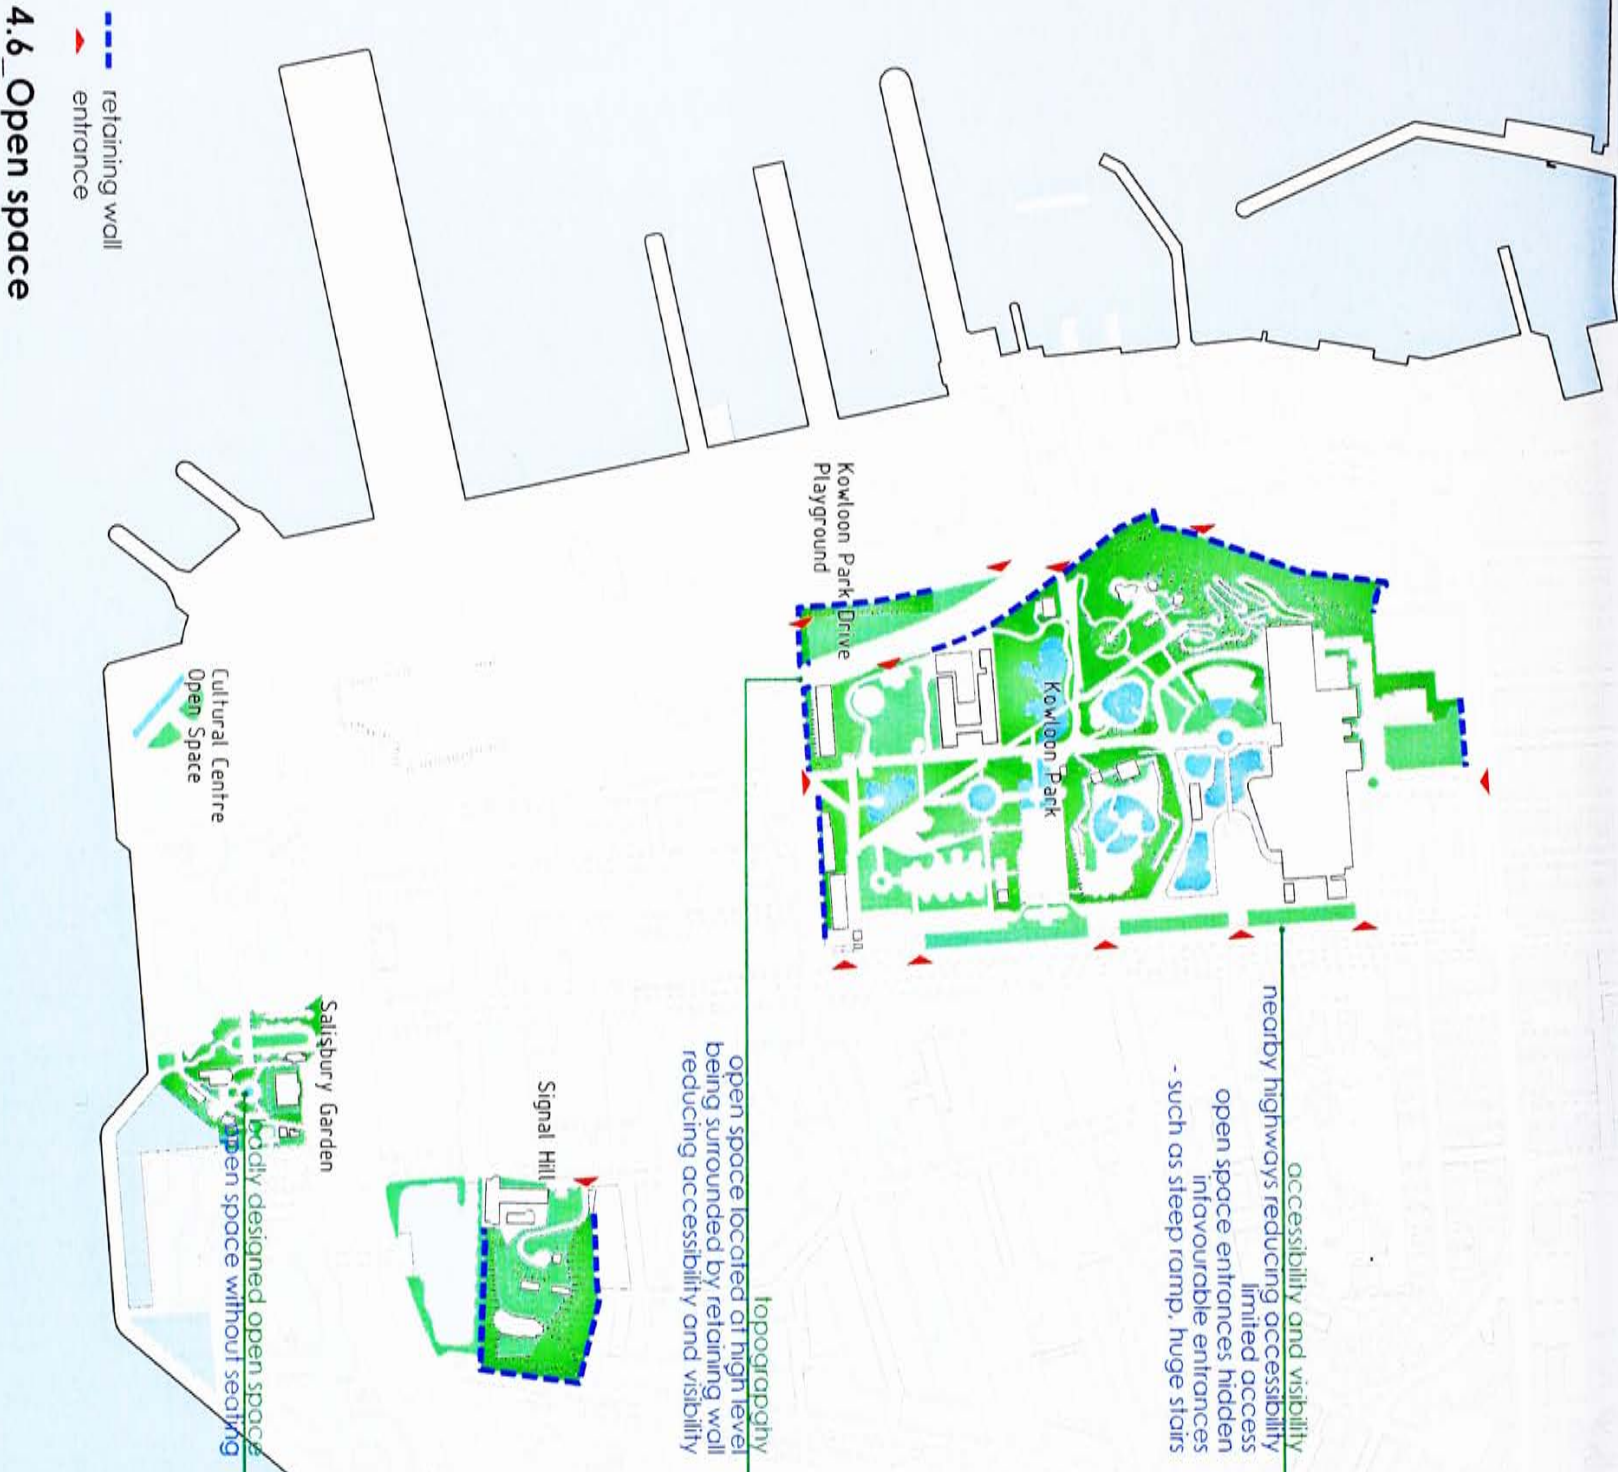 accessibility and visibility
nearby highways reducing accessibility
limited access
open space entrances hidden
infavourable entrances
- such as steep ramp, huge stairs
Kowloon Park
Kowloon Park Drive
Playground
topograpghy
open space located at high level
being surrounded by retaining wall
reducing accessibility and visibility
Signal Hill
Salisbury Garden
badly designed open space
open space without seating
Cultural Centre
Open Space
retaining wall
entrance
4.6_Open space